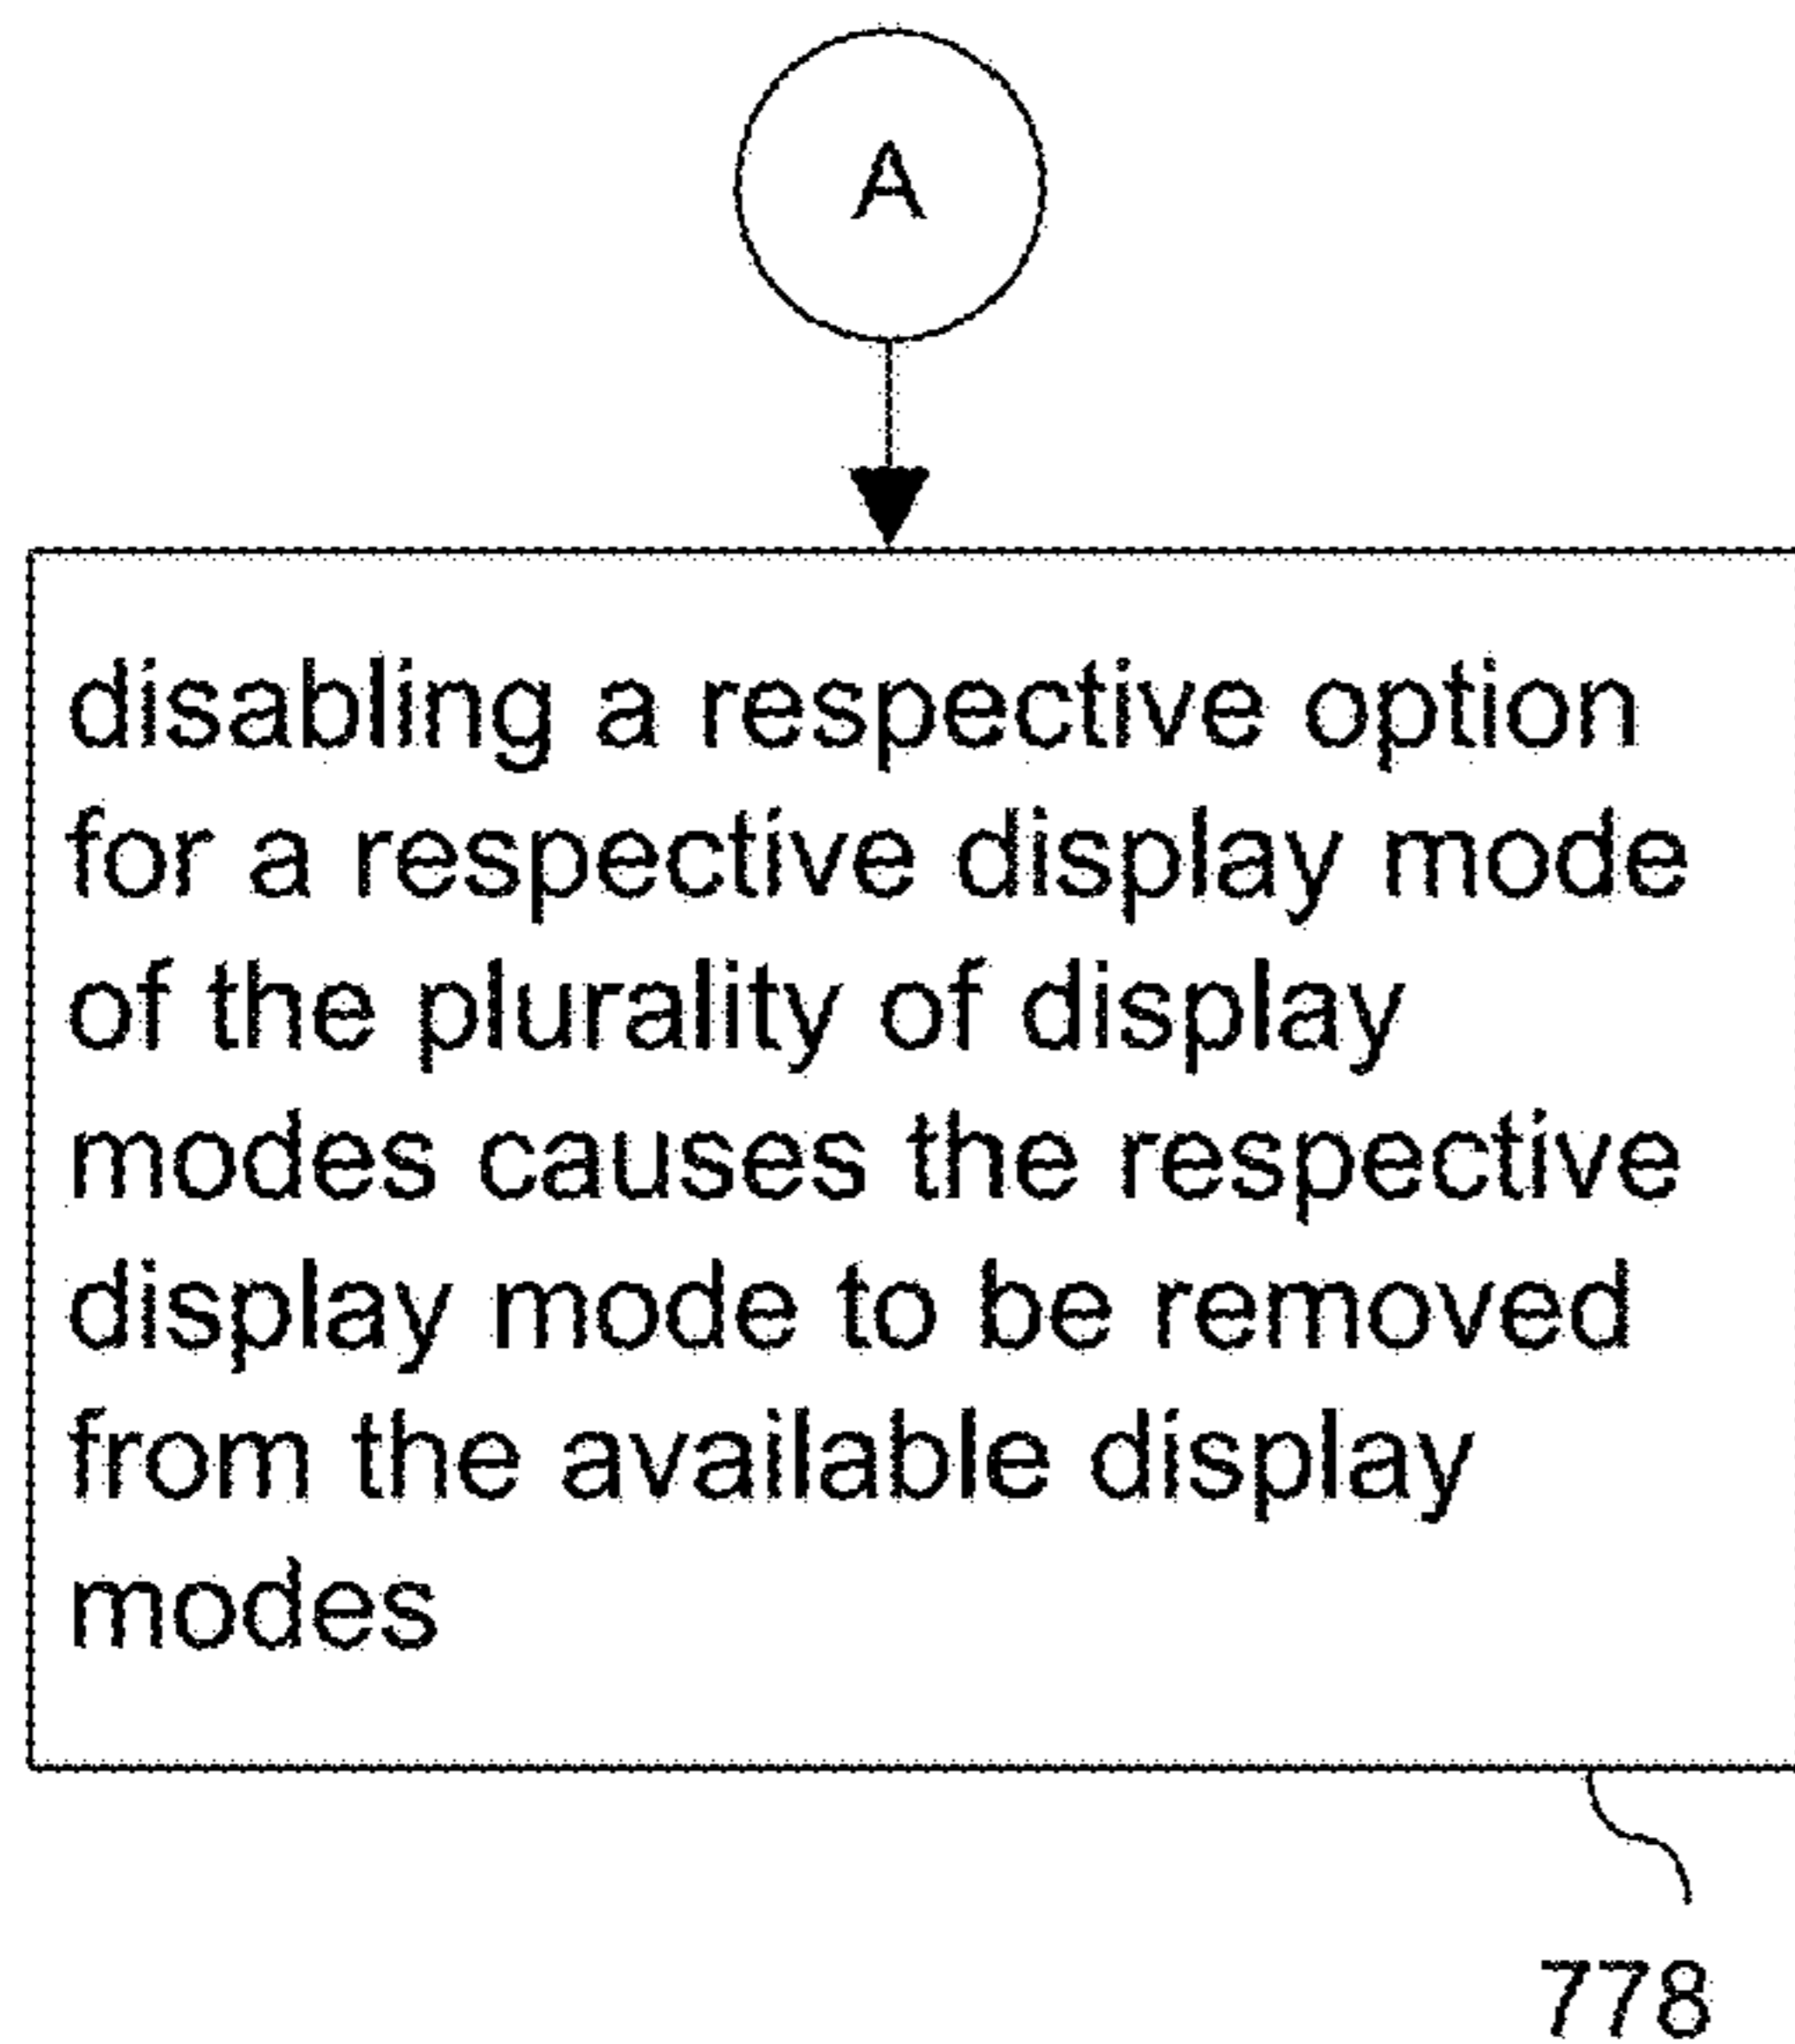 A
disabling a respective option
for a respective display mode
of the plurality of display
modes causes the respective
display mode to be removed
from the available display
modes
778